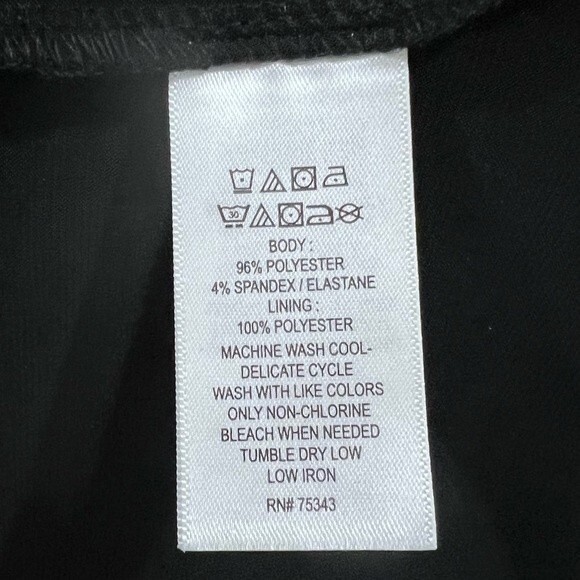 30
BODY :
96% POLYESTER
4% SPANDEX / ELASTANE
LINING :
100% POLYESTER
MACHINE WASH COOL-
DELICATE CYCLE
WASH WITH LIKE COLORS
ONLY NON-CHLORINE
BLEACH WHEN NEEDED
TUMBLE DRY LOW
LOW IRON
RN# 75343